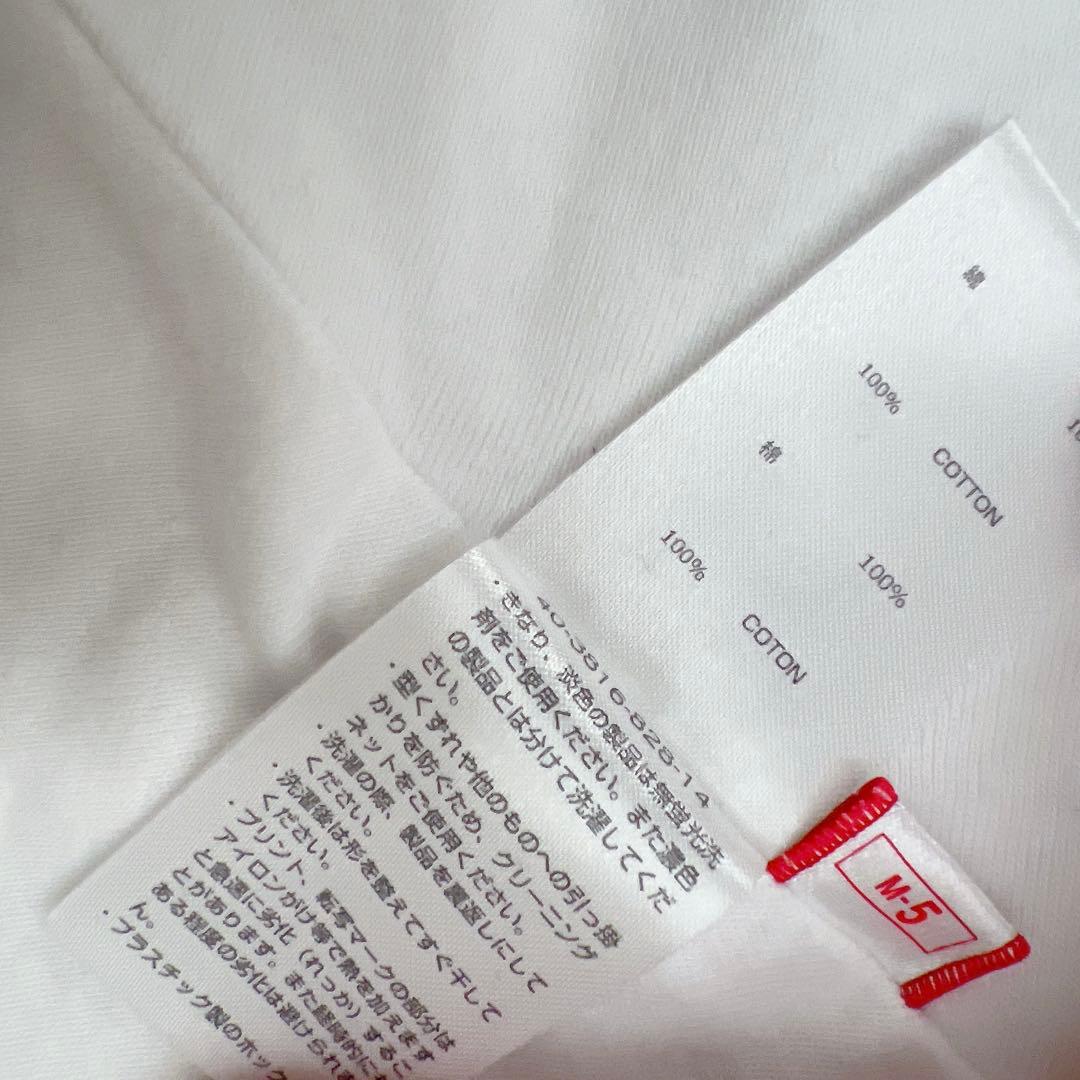 綿
100%
COTTON
綿
100%
100%
COTON
40-3816-828-14
・きなり、淡色の製品は無蛍光洗
剤をご使用ください。また濃色
の製品とは分けて洗濯してくだ
さい。
・型くずれや他のものへの引っ掛
かりを防ぐため、クリーニング
ネットをご使用ください。
・洗濯の際、製品を裏返しにして
ください。
・洗濯後は形を整えてすぐ干して
ください。
・プリント、転写マークの部分は
アイロンがけ等で熱を加えます
と急速に劣化（れっか）するこ
とがあります。また経時的に
ある程度の劣化は避けられま
ん。
・プラスチック製のホック
M-5